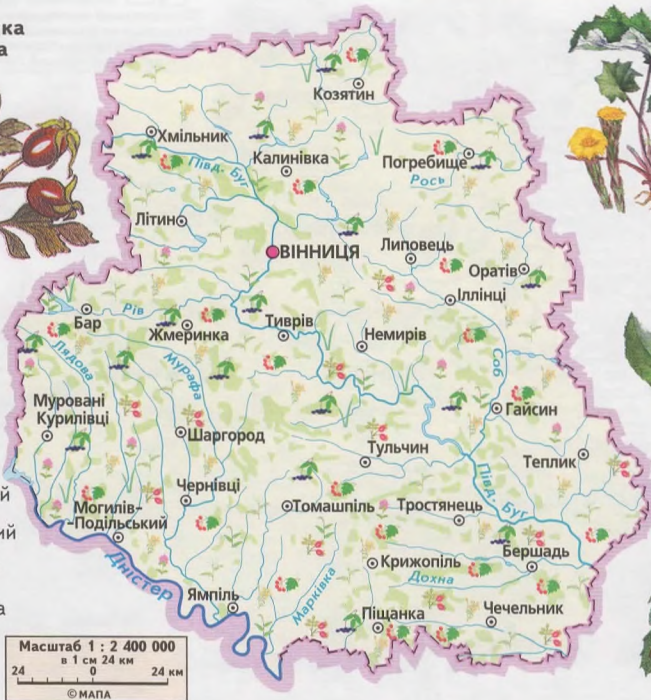 ка
а
Козятин
Хмільник
Калинівка
Погребище
Півд. Буг
Рось
Літин
ВІННИЦЯ
Липовець
Оратів
Іллінці
Рів
Бар
Жмеринка
Тиврів
Немирів
Лядова
Мурафа
Соб
Муровані
Курилівці
Шаргород
Гайсин
Тульчин
Теплик
Півд. Буг
ий
Чернівці
Томашпіль
Тростянець
Могилів-
-Подільський
ий
Бершадь
Крижопіль
Дністер
Дохна
Ямпіль
Марківка
а
Піщанка
Чечельник
Масштаб 1 : 2 400 000
в 1 см 24 км
24 0 24 км
©МАПА